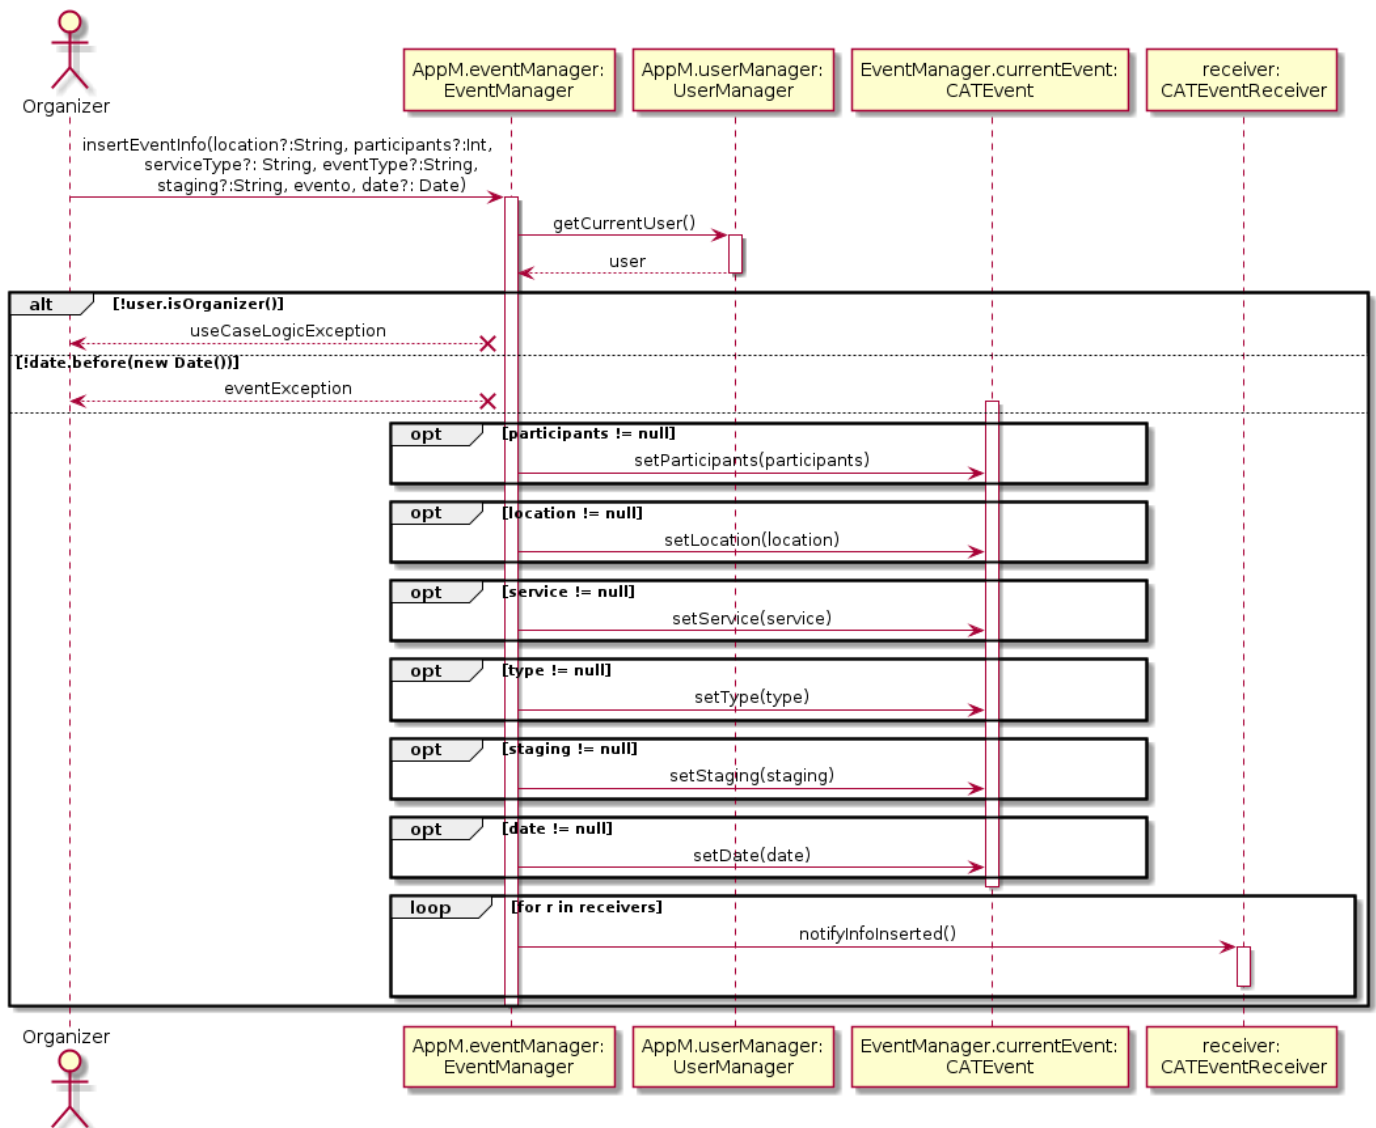 Organizer
AppM.eventManager:
EventManager
AppM.userManager:
UserManager
EventManager.currentEvent:
CATEvent
receiver:
CATEventReceiver
insertEventInfo(location?:String, participants?:Int,
serviceType?: String, eventType?:String,
staging?:String, evento, date?: Date)
getCurrentUser()
user
alt [!user.isOrganizer()]
useCaseLogicException
[!date.before(new Date())]
eventException
opt [participants != null]
setParticipants(participants)
opt [location != null]
setLocation(location)
opt [service != null]
setService(service)
opt [type != null]
setType(type)
opt [staging != null]
setStaging(staging)
opt [date != null]
setDate(date)
loop [for r in receivers]
notifyInfoInserted()
Organizer
AppM.eventManager:
EventManager
AppM.userManager:
UserManager
EventManager.currentEvent:
CATEvent
receiver:
CATEventReceiver